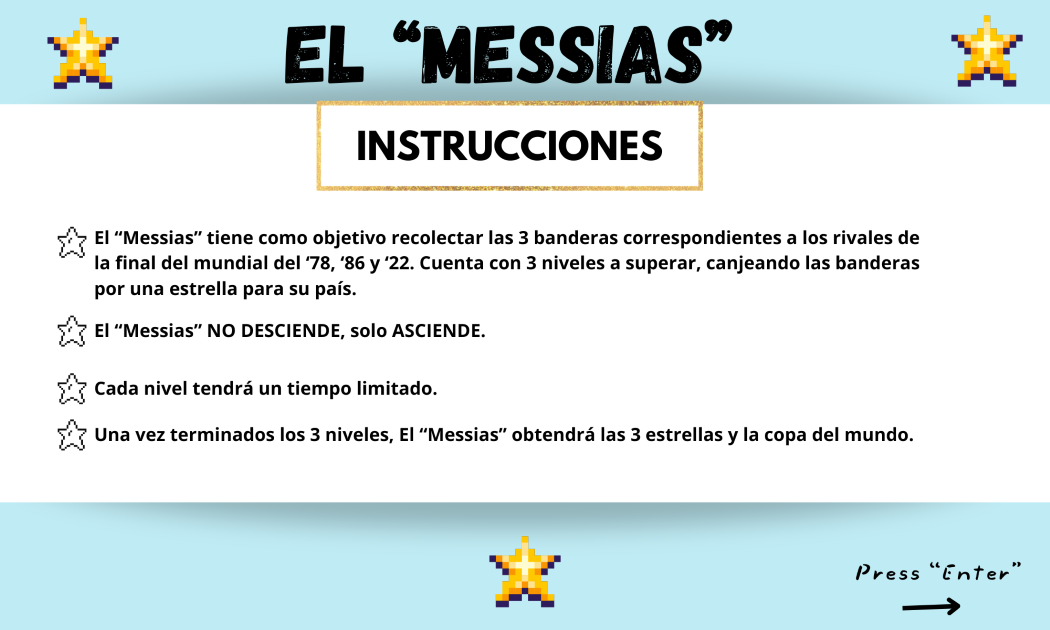 EL “MESSIAS”
INSTRUCCIONES
El “Messias” tiene como objetivo recolectar las 3 banderas correspondientes a los rivales de
la final del mundial del ‘78, ‘86 y ‘22. Cuenta con 3 niveles a superar, canjeando las banderas
por una estrella para su país.
El “Messias” NO DESCIENDE, solo ASCIENDE.
Cada nivel tendrá un tiempo limitado.
Una vez terminados los 3 niveles, El “Messias” obtendrá las 3 estrellas y la copa del mundo.
Press “Enter”